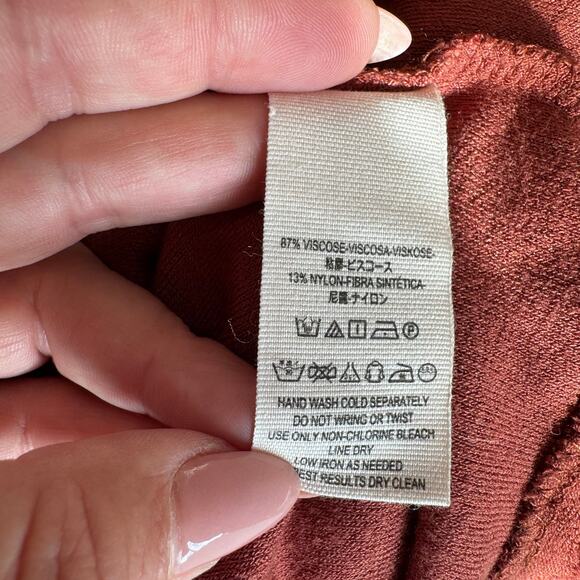 87% VISCOSE-VISCOSA-VISKOSE-
粘膠-ビスコース
13% NYLON-FIBRA SINTÉTICA-
尼龍-ナイロン
HAND WASH COLD SEPARATELY
DO NOT WRING OR TWIST
USE ONLY NON-CHLORINE BLEACH
LINE DRY
LOW IRON AS NEEDED
BEST RESULTS DRY CLEAN